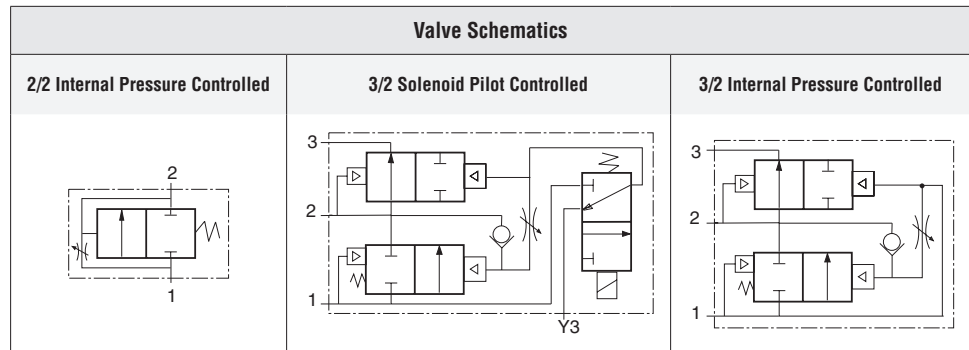 Valve Schematics
2/2 Internal Pressure Controlled
3/2 Solenoid Pilot Controlled
3/2 Internal Pressure Controlled
2
1
3
2
1
Y3
3
2
1